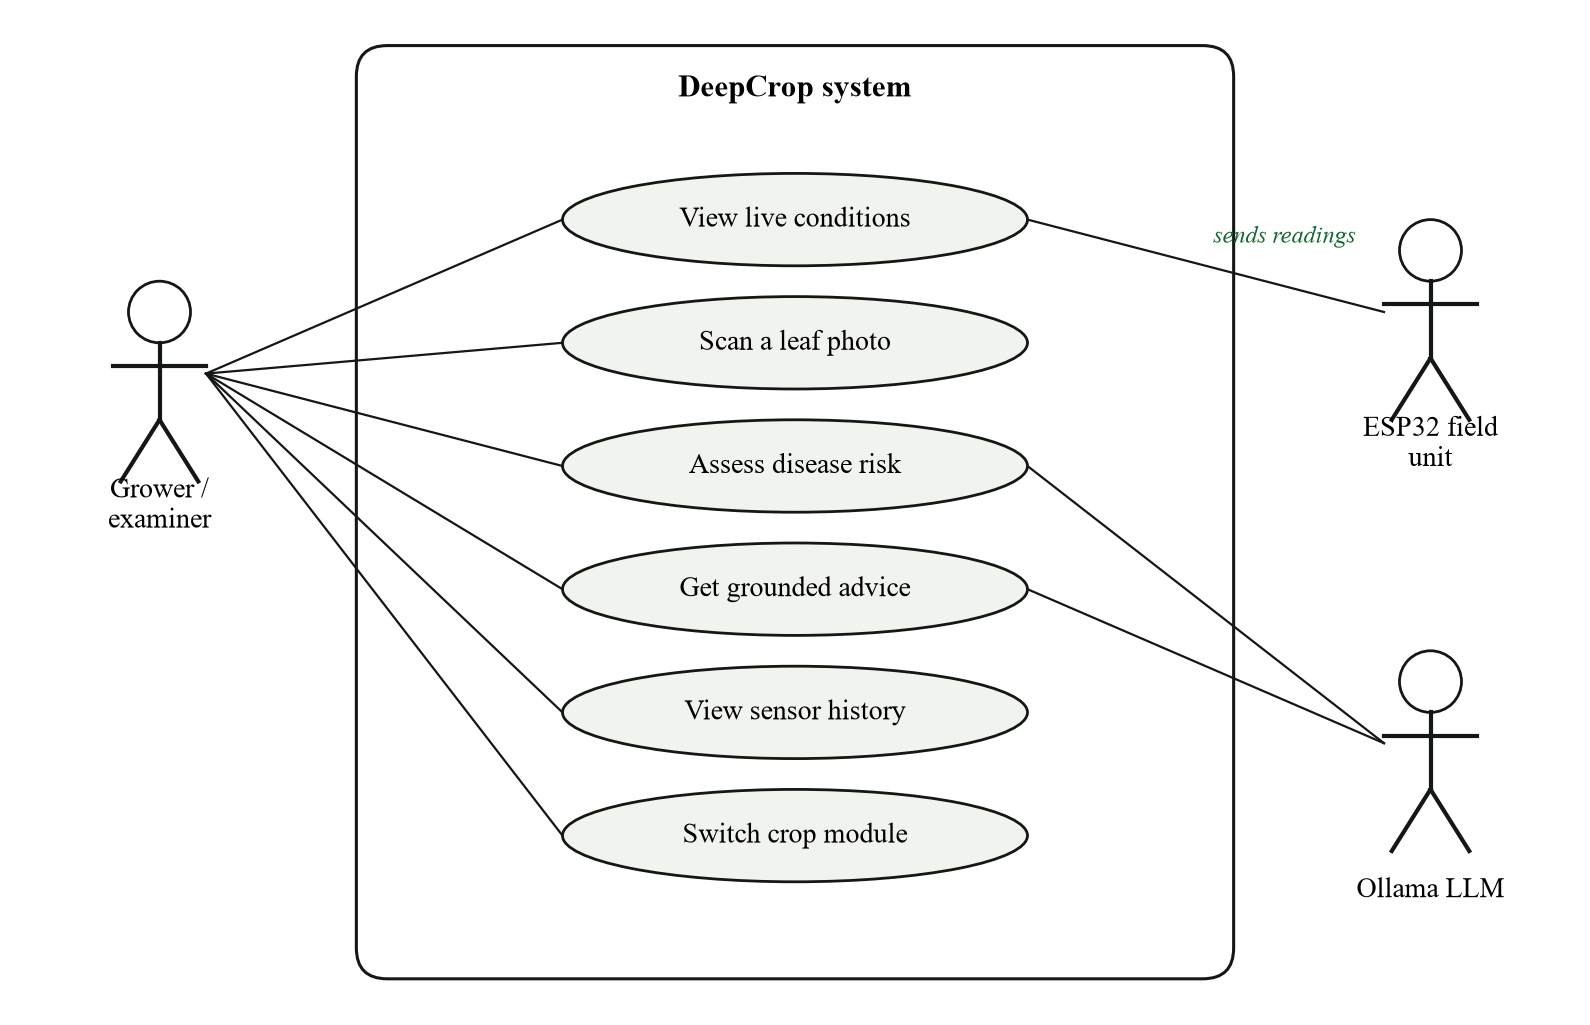 DeepCrop system
View live conditions
sends readings
Scan a leaf photo
ESP32 field
unit
Assess disease risk
Grower /
examiner
Get grounded advice
View sensor history
Switch crop module
Ollama LLM